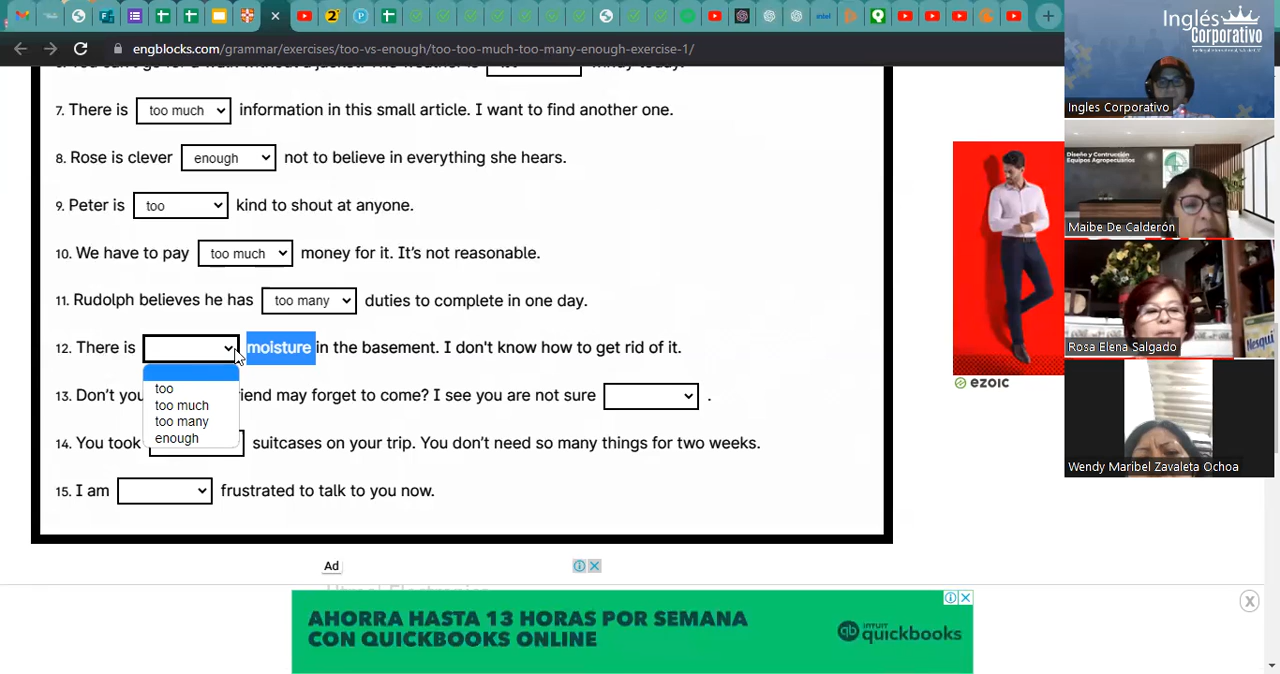 engblocks.com/grammar/exercises/too-vs-enough/too-too-much-too-many-enough-exercise-1/
7. There is too much information in this small article. I want to find another one.
8. Rose is clever enough not to believe in everything she hears.
9. Peter is too kind to shout at anyone.
10. We have to pay too much money for it. It's not reasonable.
11. Rudolph believes he has too many duties to complete in one day.
12. There is moisture in the basement. I don't know how to get rid of it.
too
too much
too many
enough
13. Don't you riend may forget to come? I see you are not sure .
14. You took suitcases on your trip. You don't need so many things for two weeks.
15. I am frustrated to talk to you now.
Ad
AHORRA HASTA 13 HORAS POR SEMANA
CON QUICKBOOKS ONLINE
intuit
quickbooks
ezoic
Inglés
Corporativo
Ingles Corporativo
Diseño y Contrucción
Equipos Agropecuarios
Maibe De Calderón
Nesqui
Rosa Elena Salgado
Wendy Maribel Zavaleta Ochoa